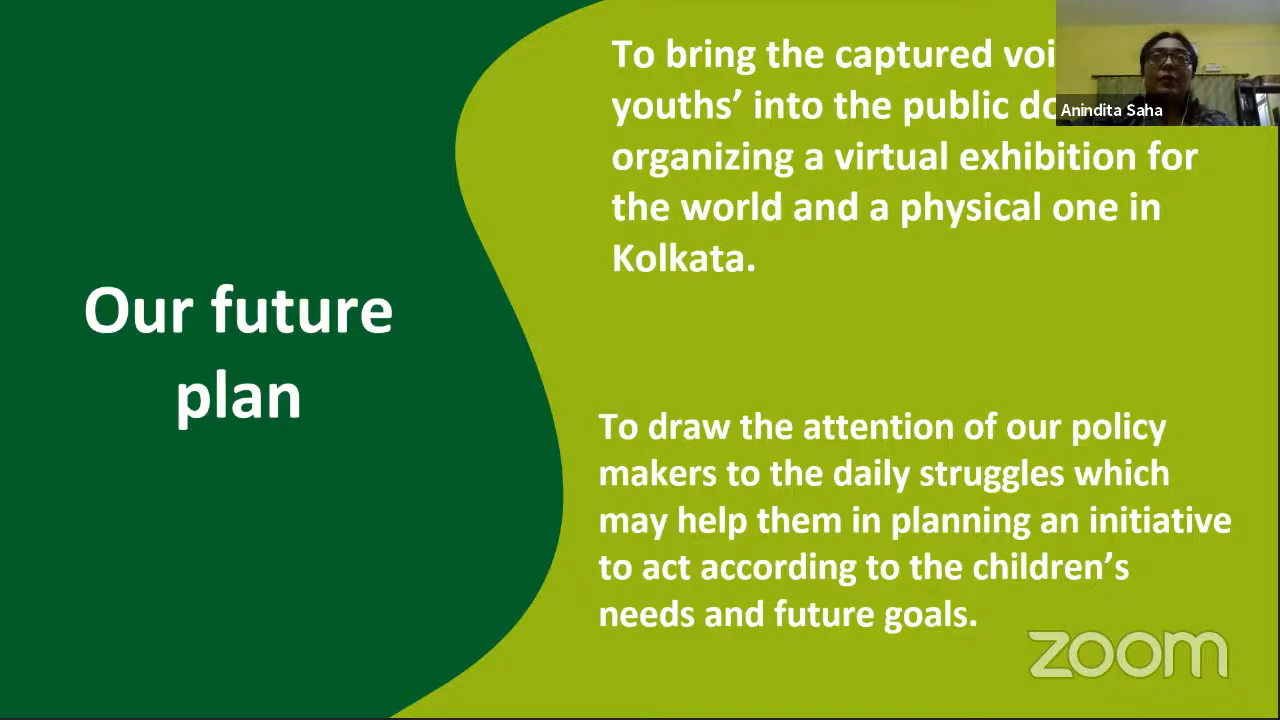 Our future
plan
To bring the captured
youths’ into the public
organizing a virtual exhibition for
the world and a physical one in
Kolkata.
To draw the attention of our policy
makers to the daily struggles which
may help them in planning an initiative
to act according to the children’s
needs and future goals.
Anindita Saha
zoom